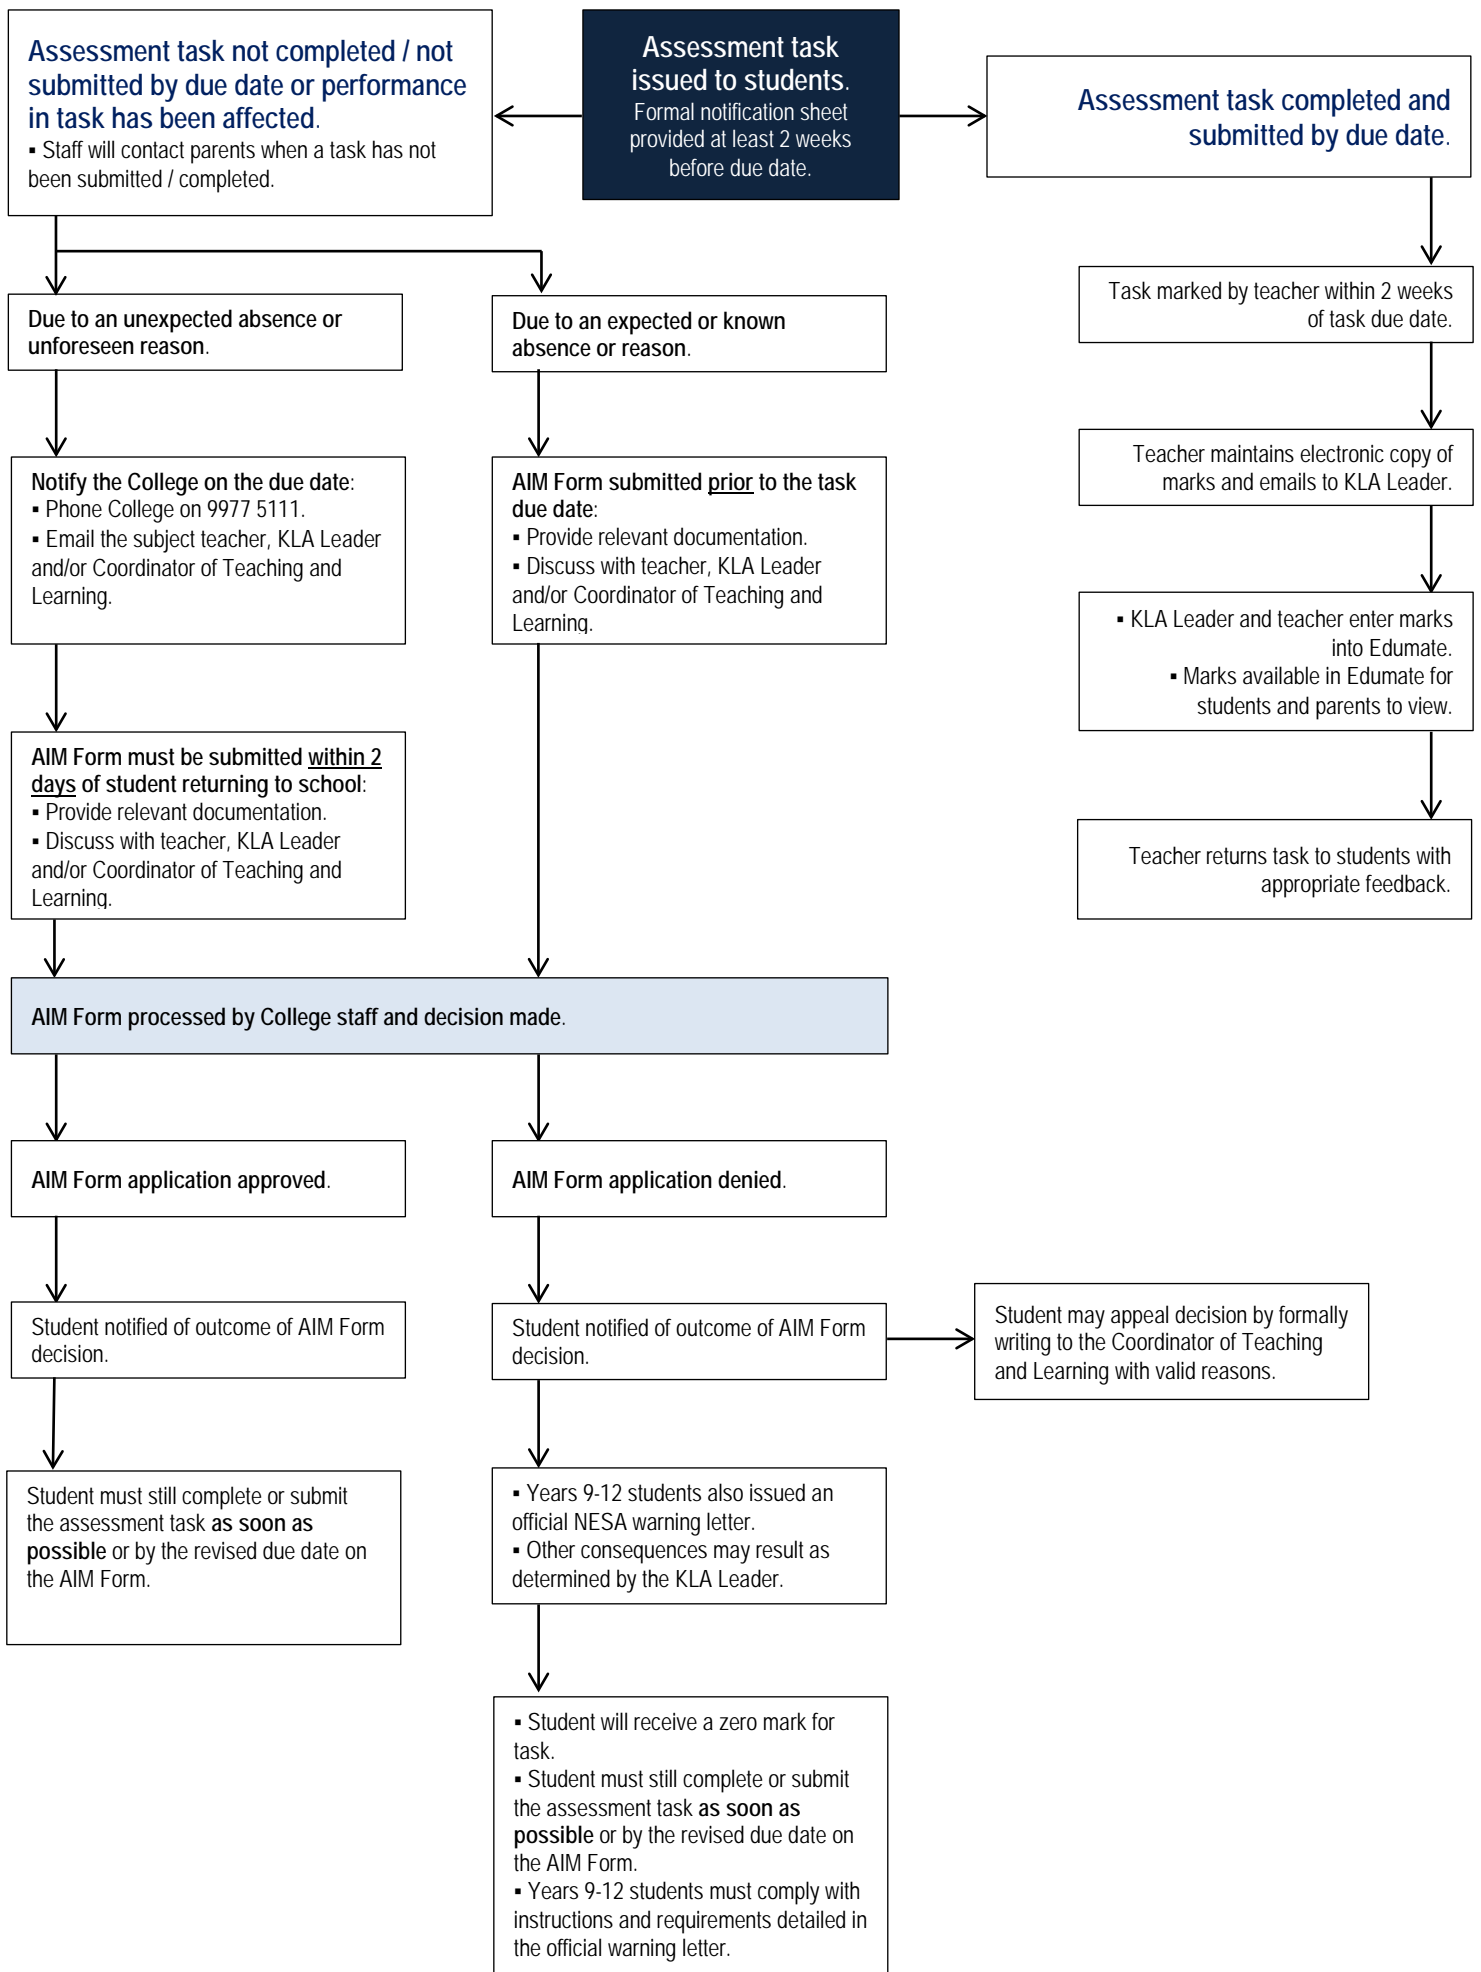 Assessment task not completed / not
submitted by due date or performance
in task has been affected.
▪ Staff will contact parents when a task has not
been submitted / completed.
Assessment task
issued to students.
Formal notification sheet
provided at least 2 weeks
before due date.
Assessment task completed and
submitted by due date.
Due to an unexpected absence or
unforeseen reason.
Due to an expected or known
absence or reason.
Task marked by teacher within 2 weeks
of task due date.
Notify the College on the due date:
▪ Phone College on 9977 5111.
▪ Email the subject teacher, KLA Leader
and/or Coordinator of Teaching and
Learning.
AIM Form submitted prior to the task
due date:
▪ Provide relevant documentation.
▪ Discuss with teacher, KLA Leader
and/or Coordinator of Teaching and
Learning.
Teacher maintains electronic copy of
marks and emails to KLA Leader.
▪ KLA Leader and teacher enter marks
into Edumate.
▪ Marks available in Edumate for
students and parents to view.
AIM Form must be submitted within 2
days of student returning to school:
▪ Provide relevant documentation.
▪ Discuss with teacher, KLA Leader
and/or Coordinator of Teaching and
Learning.
Teacher returns task to students with
appropriate feedback.
AIM Form processed by College staff and decision made.
AIM Form application approved.
AIM Form application denied.
Student notified of outcome of AIM Form
decision.
Student notified of outcome of AIM Form
decision.
Student may appeal decision by formally
writing to the Coordinator of Teaching
and Learning with valid reasons.
Student must still complete or submit
the assessment task as soon as
possible or by the revised due date on
the AIM Form.
▪ Years 9-12 students also issued an
official NESA warning letter.
▪ Other consequences may result as
determined by the KLA Leader.
▪ Student will receive a zero mark for
task.
▪ Student must still complete or submit
the assessment task as soon as
possible or by the revised due date on
the AIM Form.
▪ Years 9-12 students must comply with
instructions and requirements detailed in
the official warning letter.